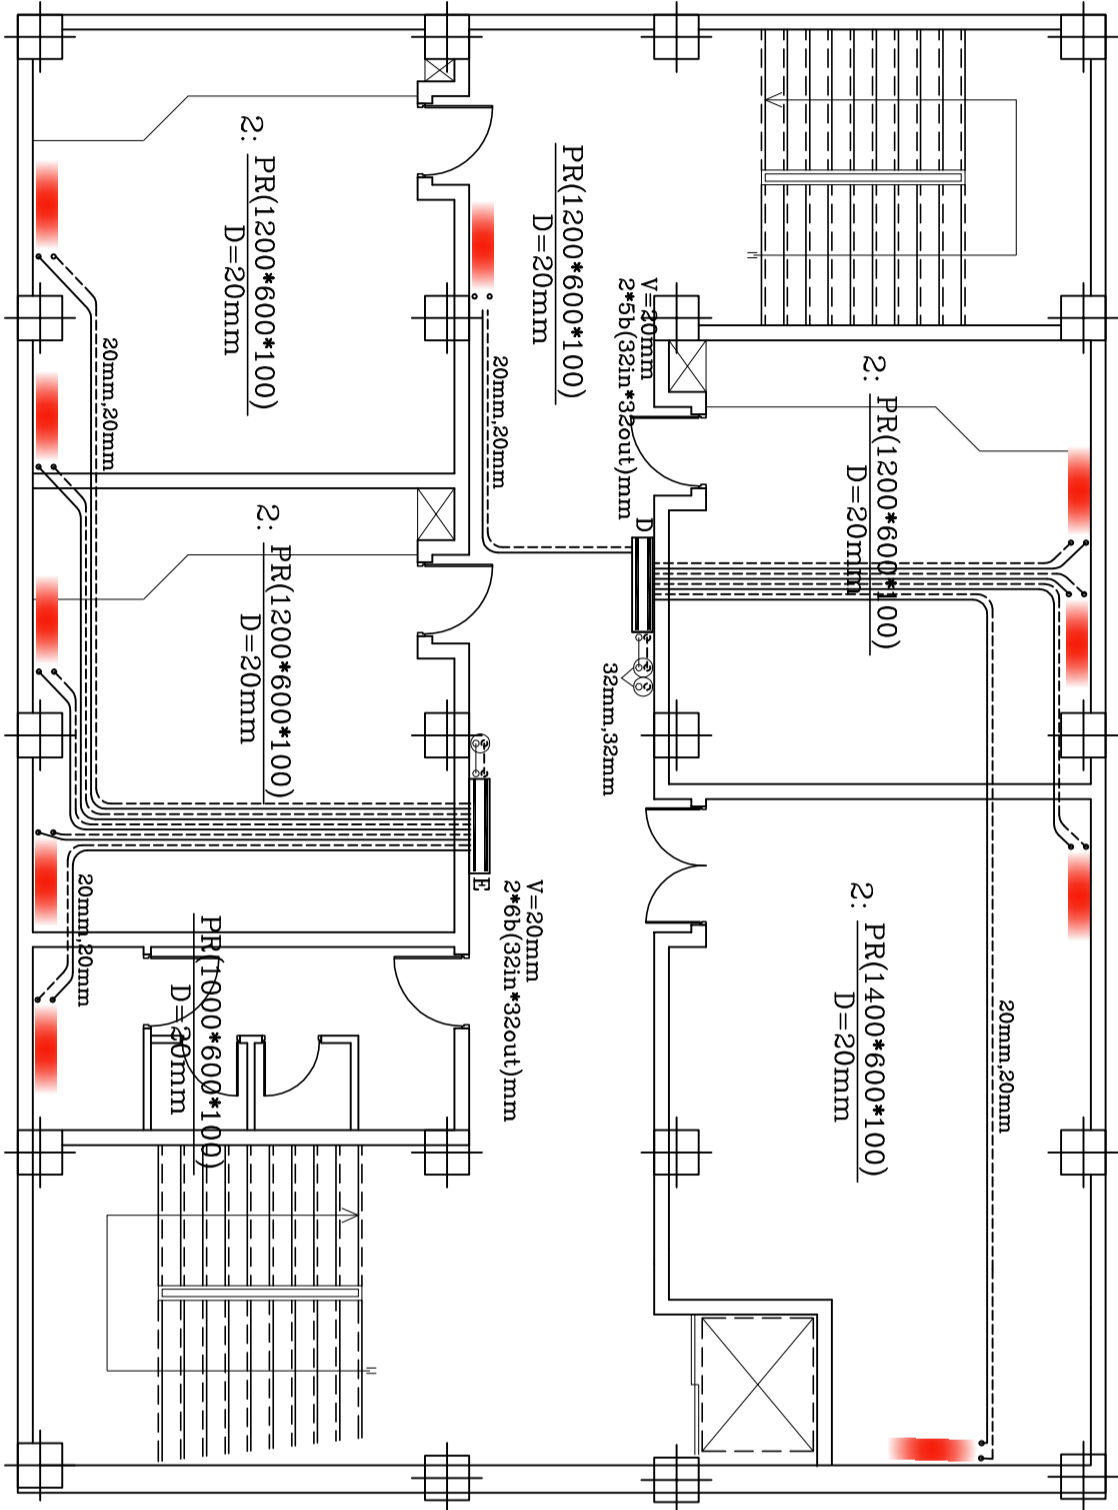 2: PR(1200*600*100)
D=20mm
PR(1200*600*100)
D=20mm
V=20mm
2*5b(32in*32out)mm
D
2: PR(1200*600*100)
D=20mm
20mm,20mm
20mm,20mm
2: PR(1200*600*100)
D=20mm
32mm,32mm
E
V=20mm
2*6b(32in*32out)mm
20mm,20mm
PR(1000*600*100)
D=20mm
2: PR(1400*600*100)
D=20mm
20mm,20mm